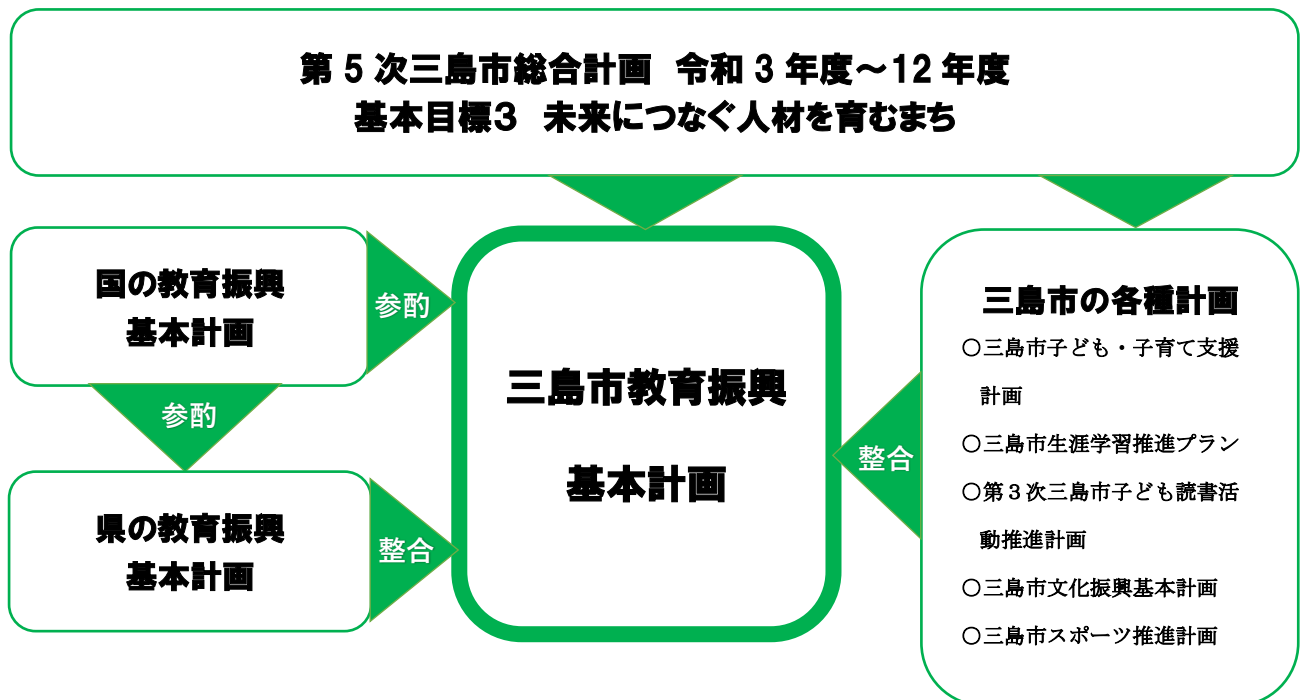 第 5 次三島市総合計画 令和 3 年度～12 年度
基本目標３ 未来につなぐ人材を育むまち
国の教育振興
基本計画
参酌
参酌
県の教育振興
基本計画
整合
三島市教育振興
基本計画
整合
三島市の各種計画
〇三島市子ども・子育て支援
計画
〇三島市生涯学習推進プラン
〇第３次三島市子ども読書活
動推進計画
〇三島市文化振興基本計画
〇三島市スポーツ推進計画